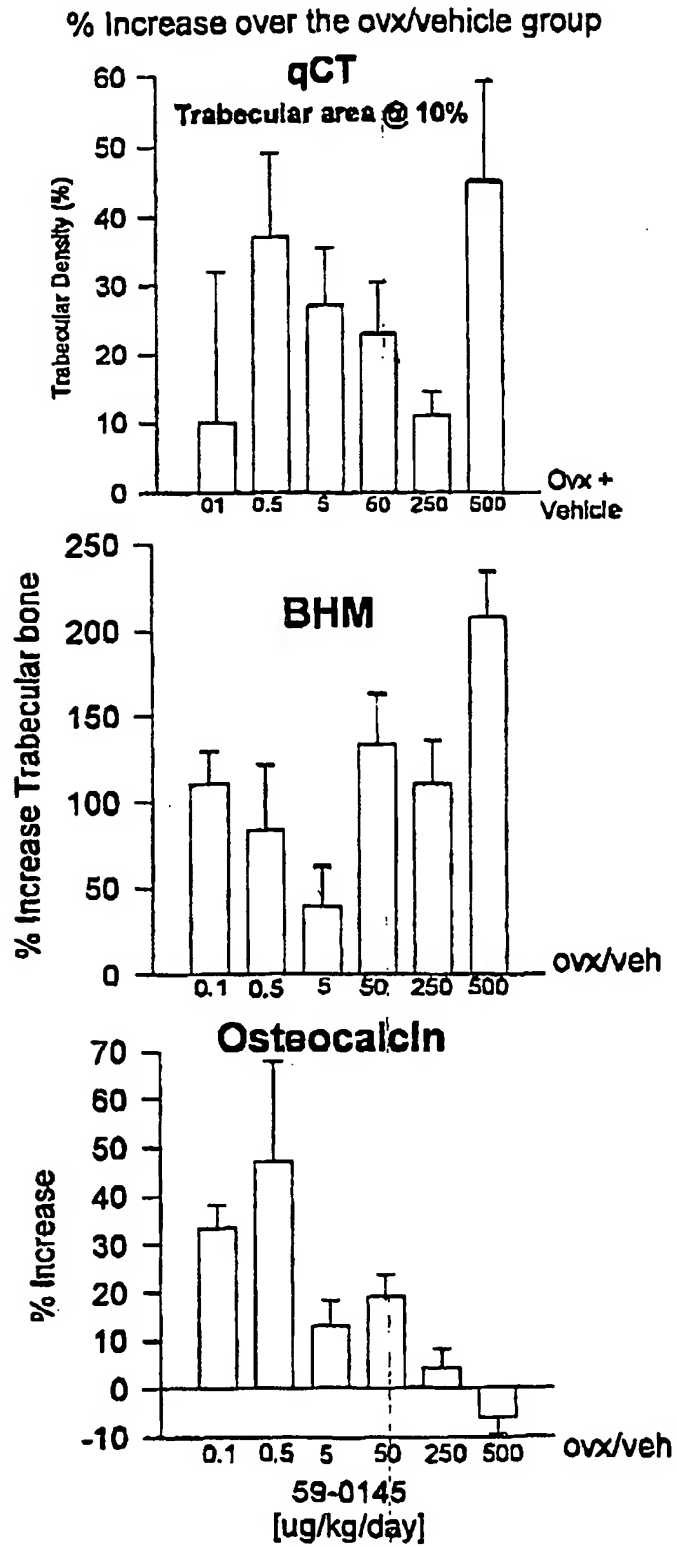 % Increase over the ovx/vehicle group
qCT
Trabecular area @ 10%
Trabecular Density (%)
60
50
40
30
20
10
0
01 0.5 5 60 250 500
Ovx +
Vehicle
BHM
% Increase Trabecular bone
250
200
150
100
50
0
0.1 0.5 5 50 250 500
ovx/veh
Osteocalcin
% Increase
70
60
50
40
30
20
10
0
-10
0.1 0.5 5 50 250 500
ovx/veh
59-0145
[ug/kg/day]